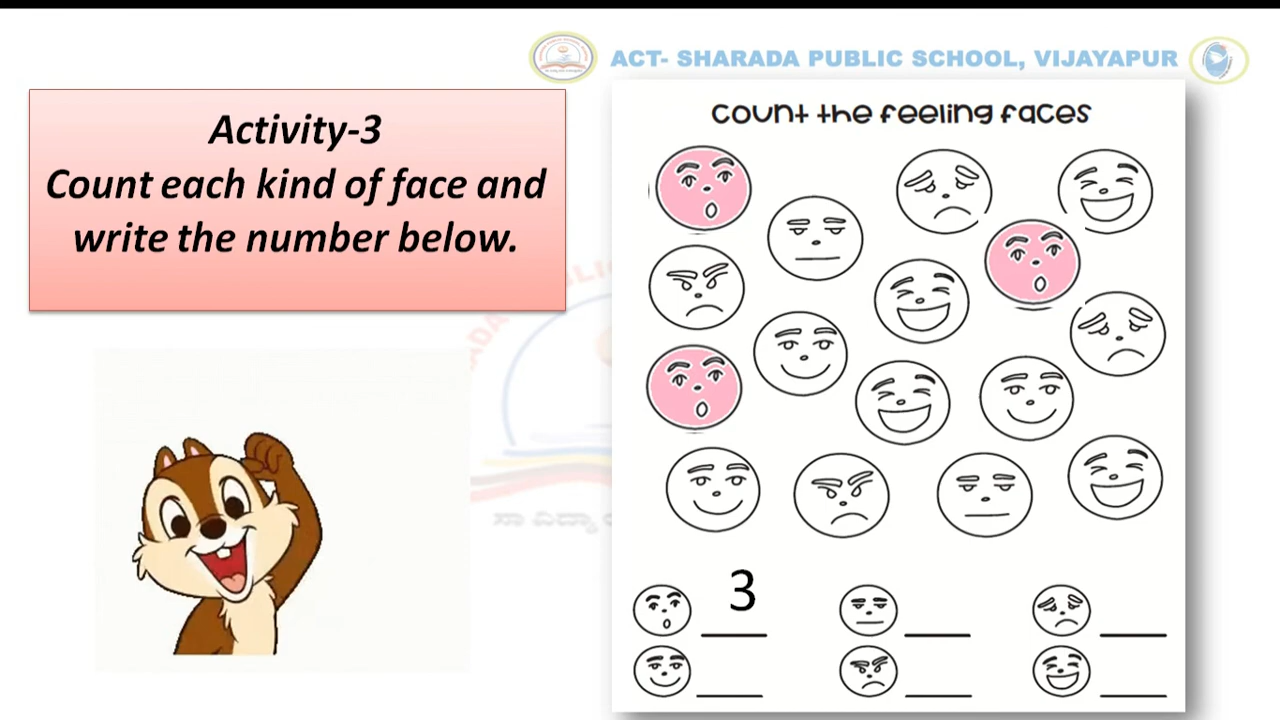 ACT- SHARADA PUBLIC SCHOOL, VIJAYAPUR
Activity-3
Count each kind of face and
write the number below.
count the feeling faces
3